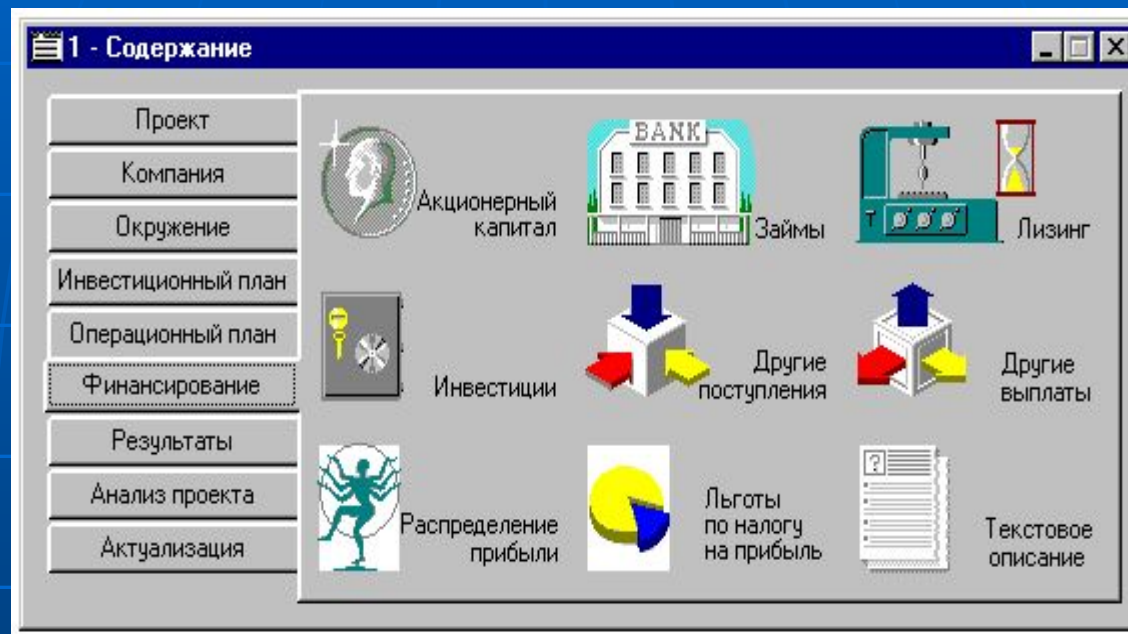 1 - Содержание
Проект
Компания
Окружение
Инвестиционный план
Операционный план
Финансирование
Результаты
Анализ проекта
Актуализация
Акционерный
капитал
BANK
Займы
Лизинг
Инвестиции
Другие
поступления
Другие
выплаты
Распределение
прибыли
Льготы
по налогу
на прибыль
?
Текстовое
описание